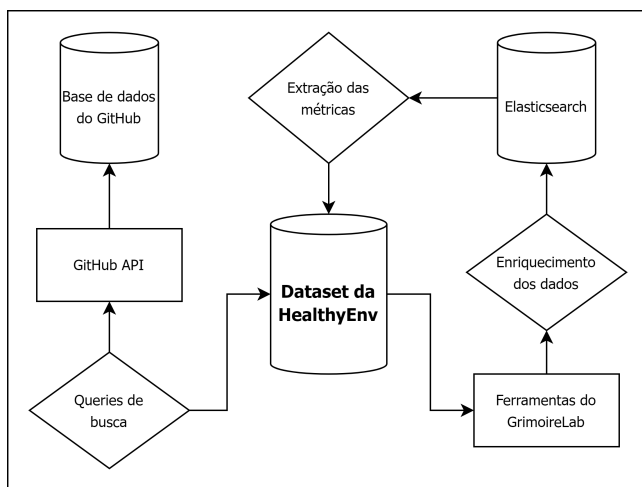 Base de dados
do GitHub
Extração das
métricas
Elasticsearch
GitHub API
Dataset da
HealthyEnv
Enriquecimento
dos dados
Queries de
busca
Ferramentas do
GrimoireLab